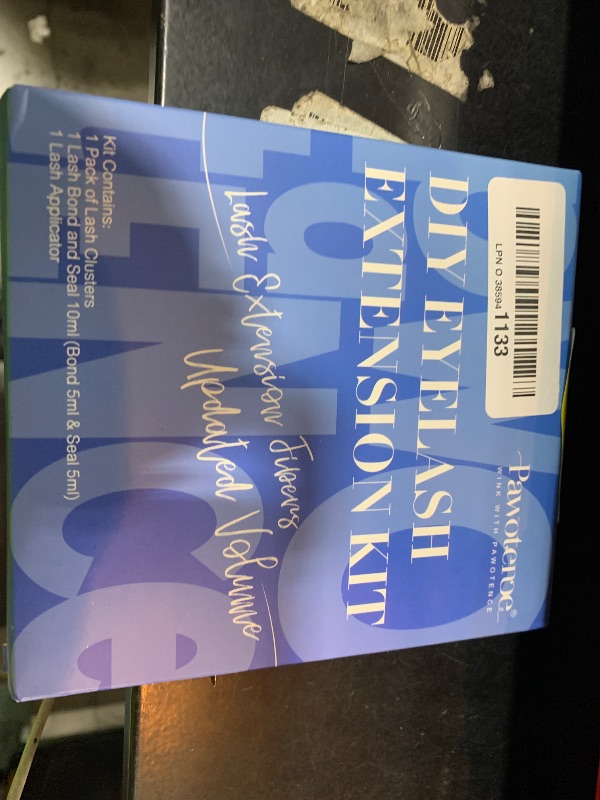 Pawotence®
WINK WITH PAWOTENCE
LPN O 38594 1133
DIY EYELASH
EXTENSION KIT
Lash Extension Fibers
Updated Volume
Kit Contains:
1 Pack of Lash Clusters
1 Lash Bond and Seal 10ml (Bond 5ml & Seal 5ml)
1 Lash Applicator